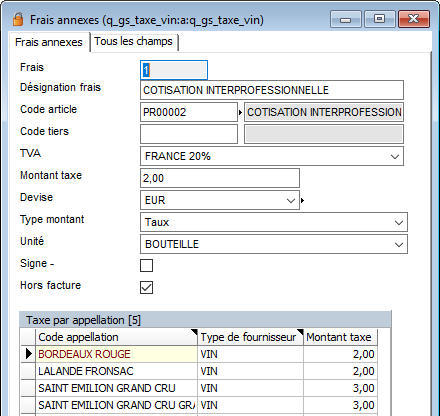 Frais annexes (q_gs_taxe_vin:a:q_gs_taxe_vin)
Frais annexes Tous les champs
Frais 1
Désignation frais COTISATION INTERPROFESSIONNELLE
Code article PR00002 COTISATION INTERPROFESSION
Code tiers
TVA FRANCE 20%
Montant taxe 2,00
Devise EUR
Type montant Taux
Unité BOUTEILLE
Signe -
Hors facture
Taxe par appellation [5]
Code appellation Type de fournisseur Montant taxe
BORDEAUX ROUGE VIN 2,00
LALANDE FRONSAC VIN 2,00
SAINT EMILION GRAND CRU VIN 3,00
SAINT EMILION GRAND CRU GRA VIN 3,00